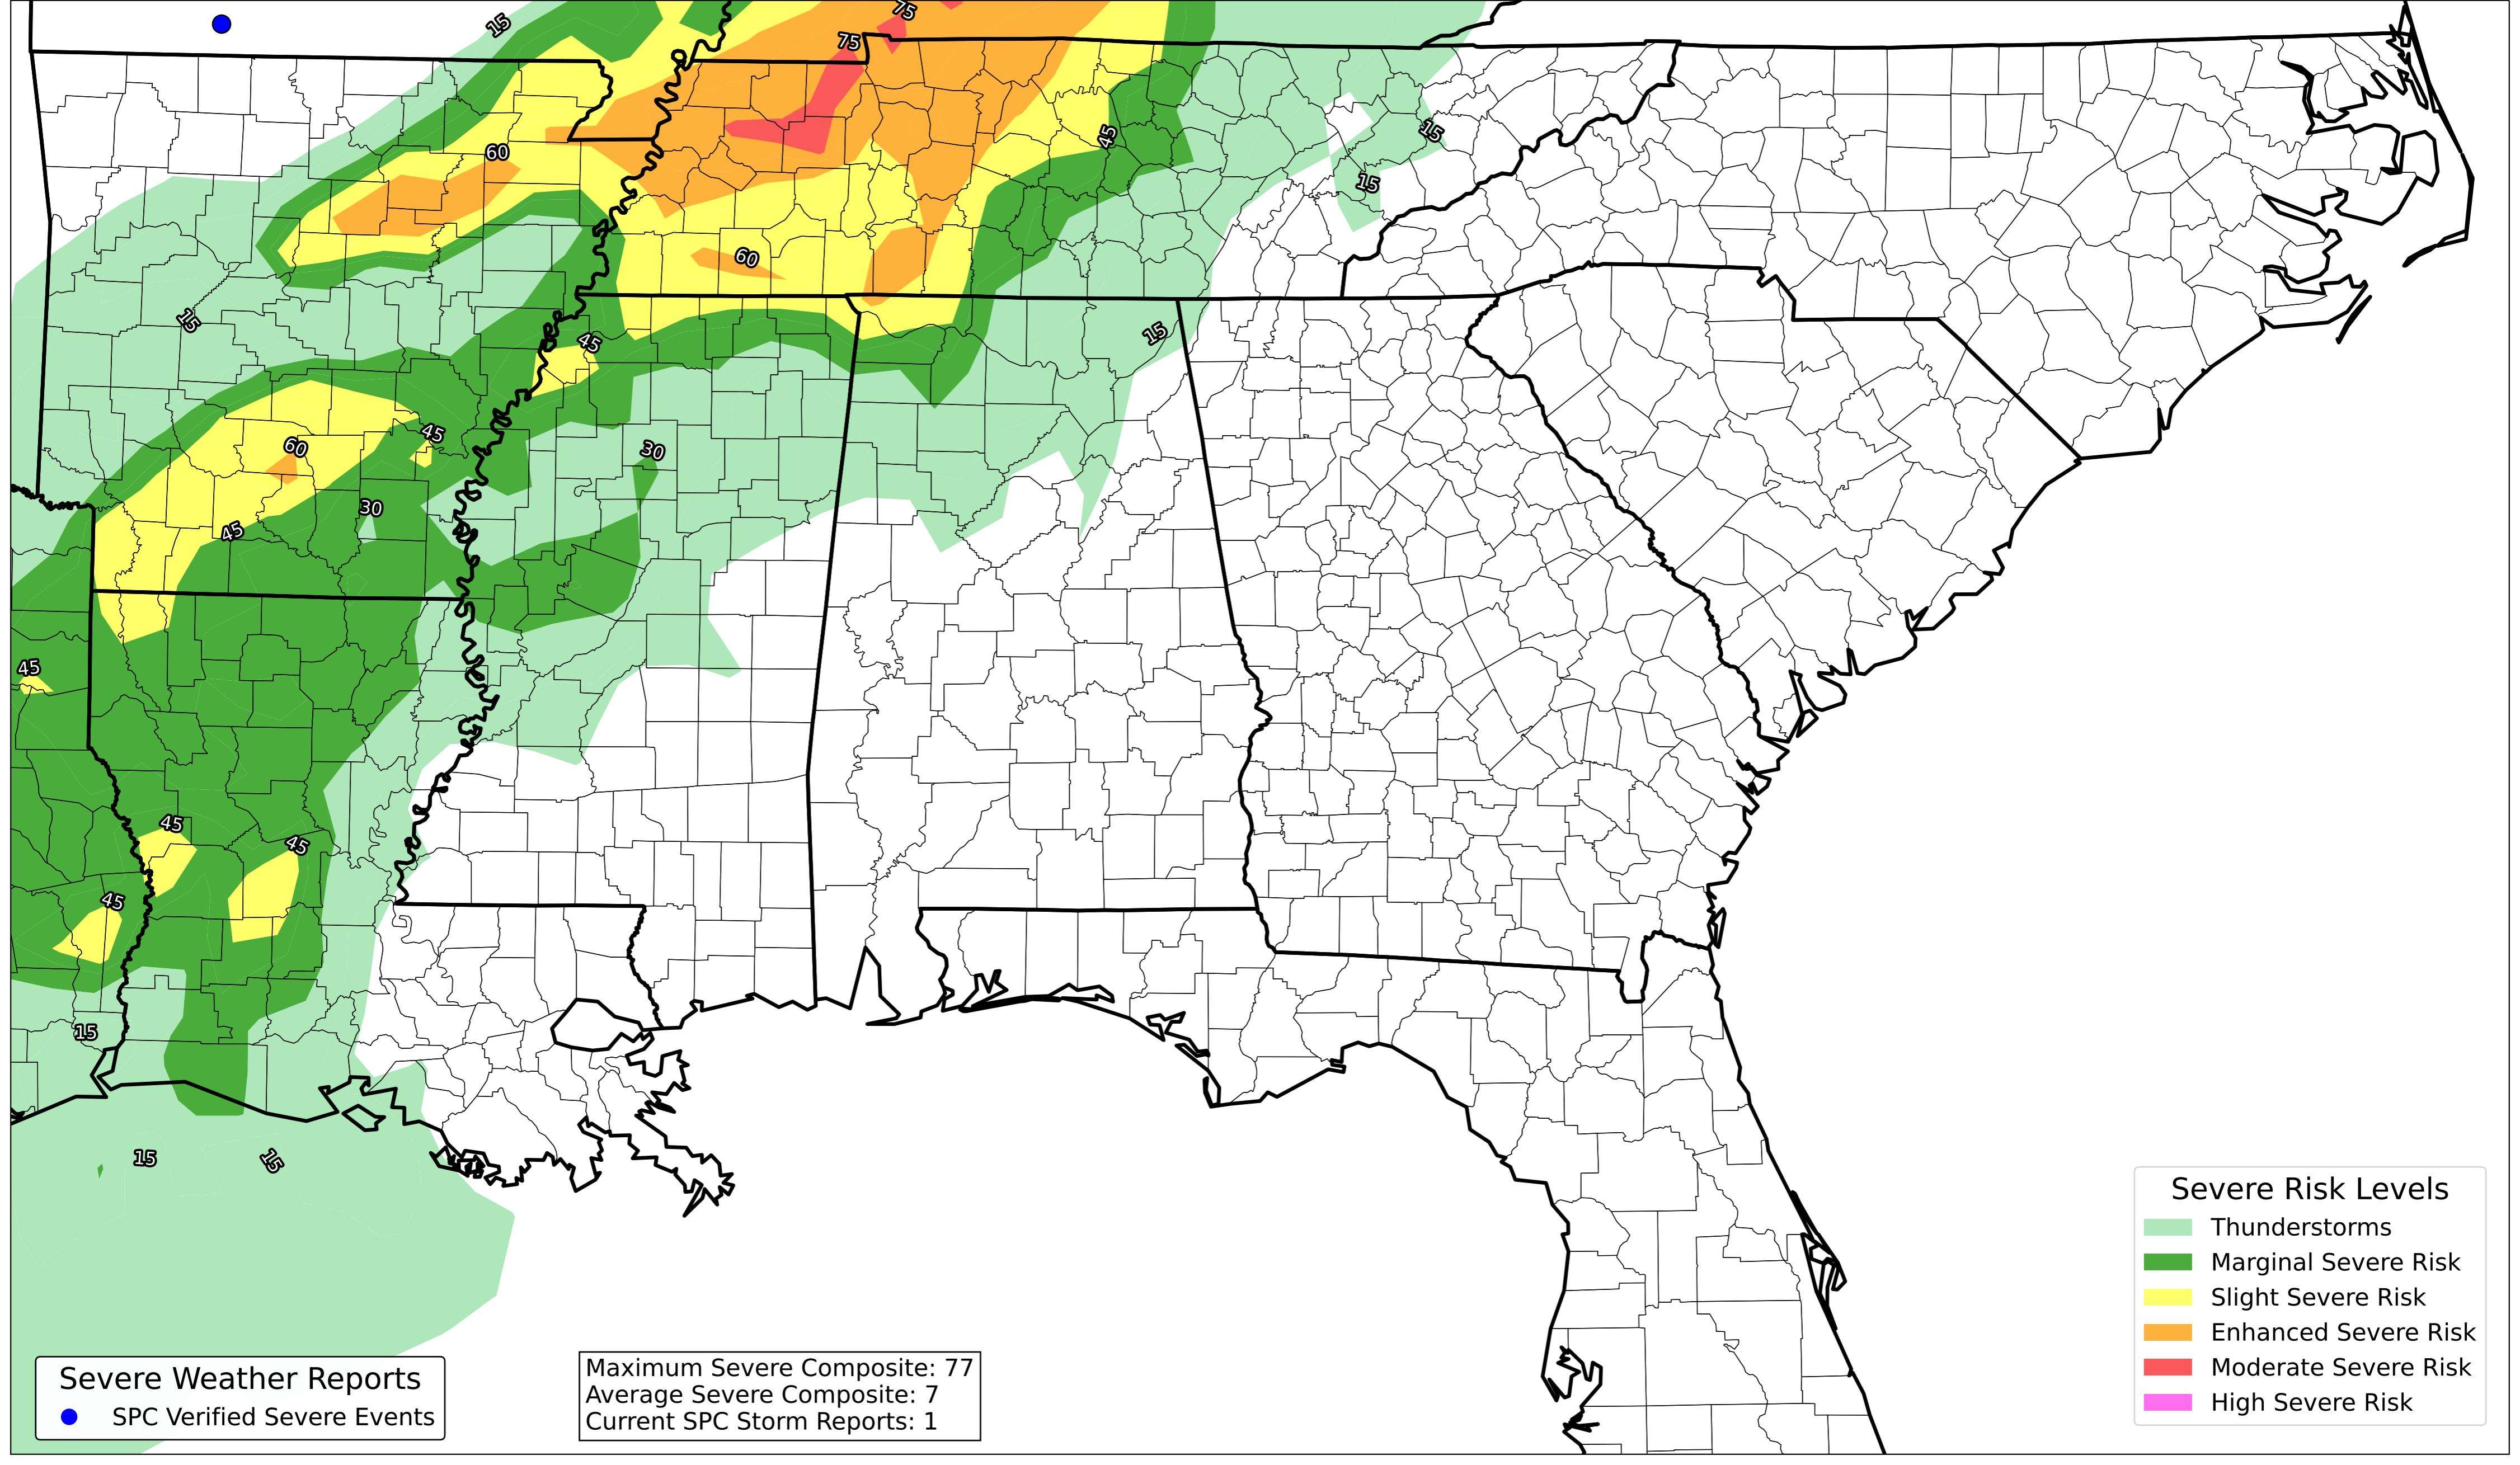 75
15
75
15
45
60
15
60
15
15
45
45
60
30
30
45
45
45
45
45
15
15
15
Severe Risk Levels
Thunderstorms
Marginal Severe Risk
Slight Severe Risk
Enhanced Severe Risk
Moderate Severe Risk
High Severe Risk
Severe Weather Reports
SPC Verified Severe Events
Maximum Severe Composite: 77
Average Severe Composite: 7
Current SPC Storm Reports: 1